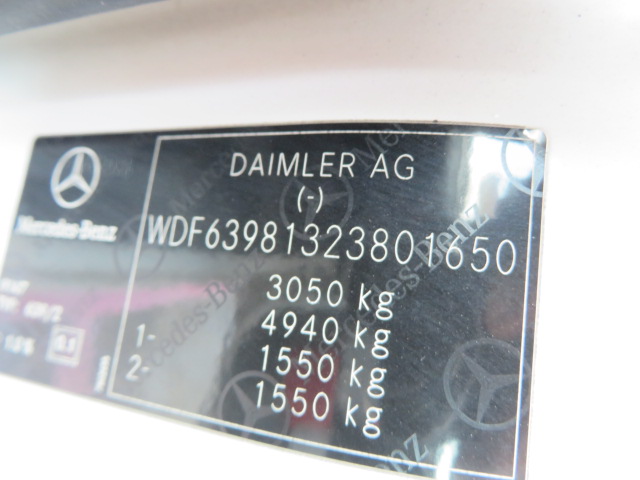 Mercedes-Benz
DAIMLER AG
(-)
WDF63981323801650
3050 kg
1- 4940 kg
2- 1550 kg
1550 kg